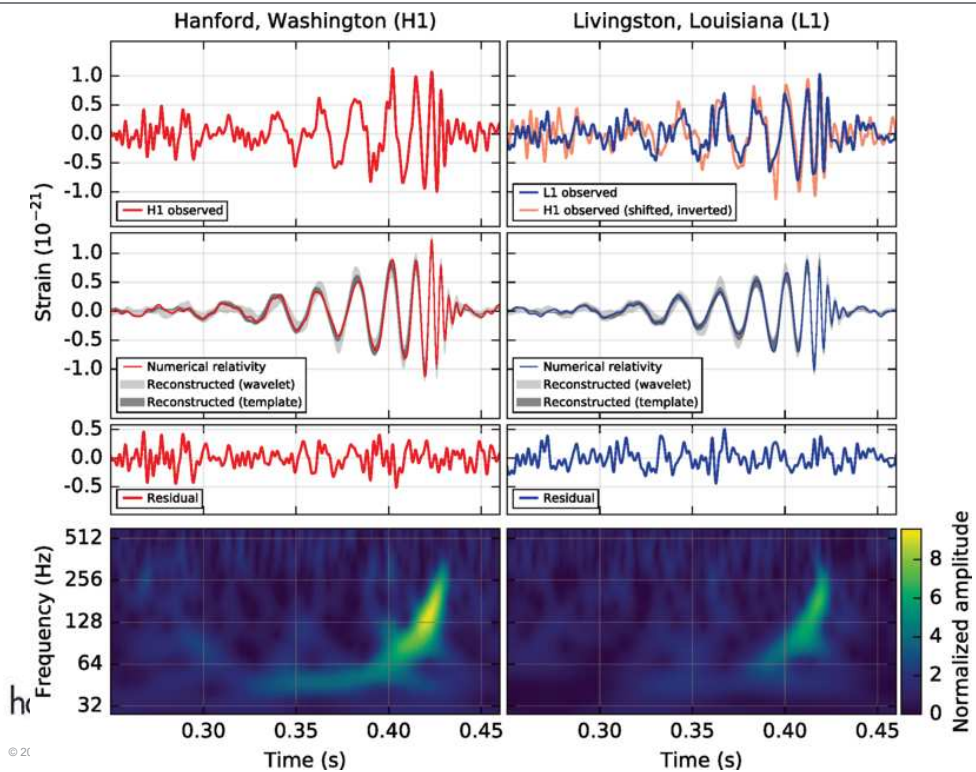 Hanford, Washington (H1)
Livingston, Louisiana (L1)
Strain (10⁻²¹)
1.0
0.5
0.0
-0.5
-1.0
H1 observed
L1 observed
H1 observed (shifted, inverted)
1.0
0.5
0.0
-0.5
-1.0
Numerical relativity
Reconstructed (wavelet)
Reconstructed (template)
Numerical relativity
Reconstructed (wavelet)
Reconstructed (template)
0.5
0.0
-0.5
Residual
Residual
Frequency (Hz)
512
256
128
64
32
Normalized amplitude
8
6
4
2
0
0.30
0.35
0.40
0.45
0.30
0.35
0.40
0.45
Time (s)
Time (s)